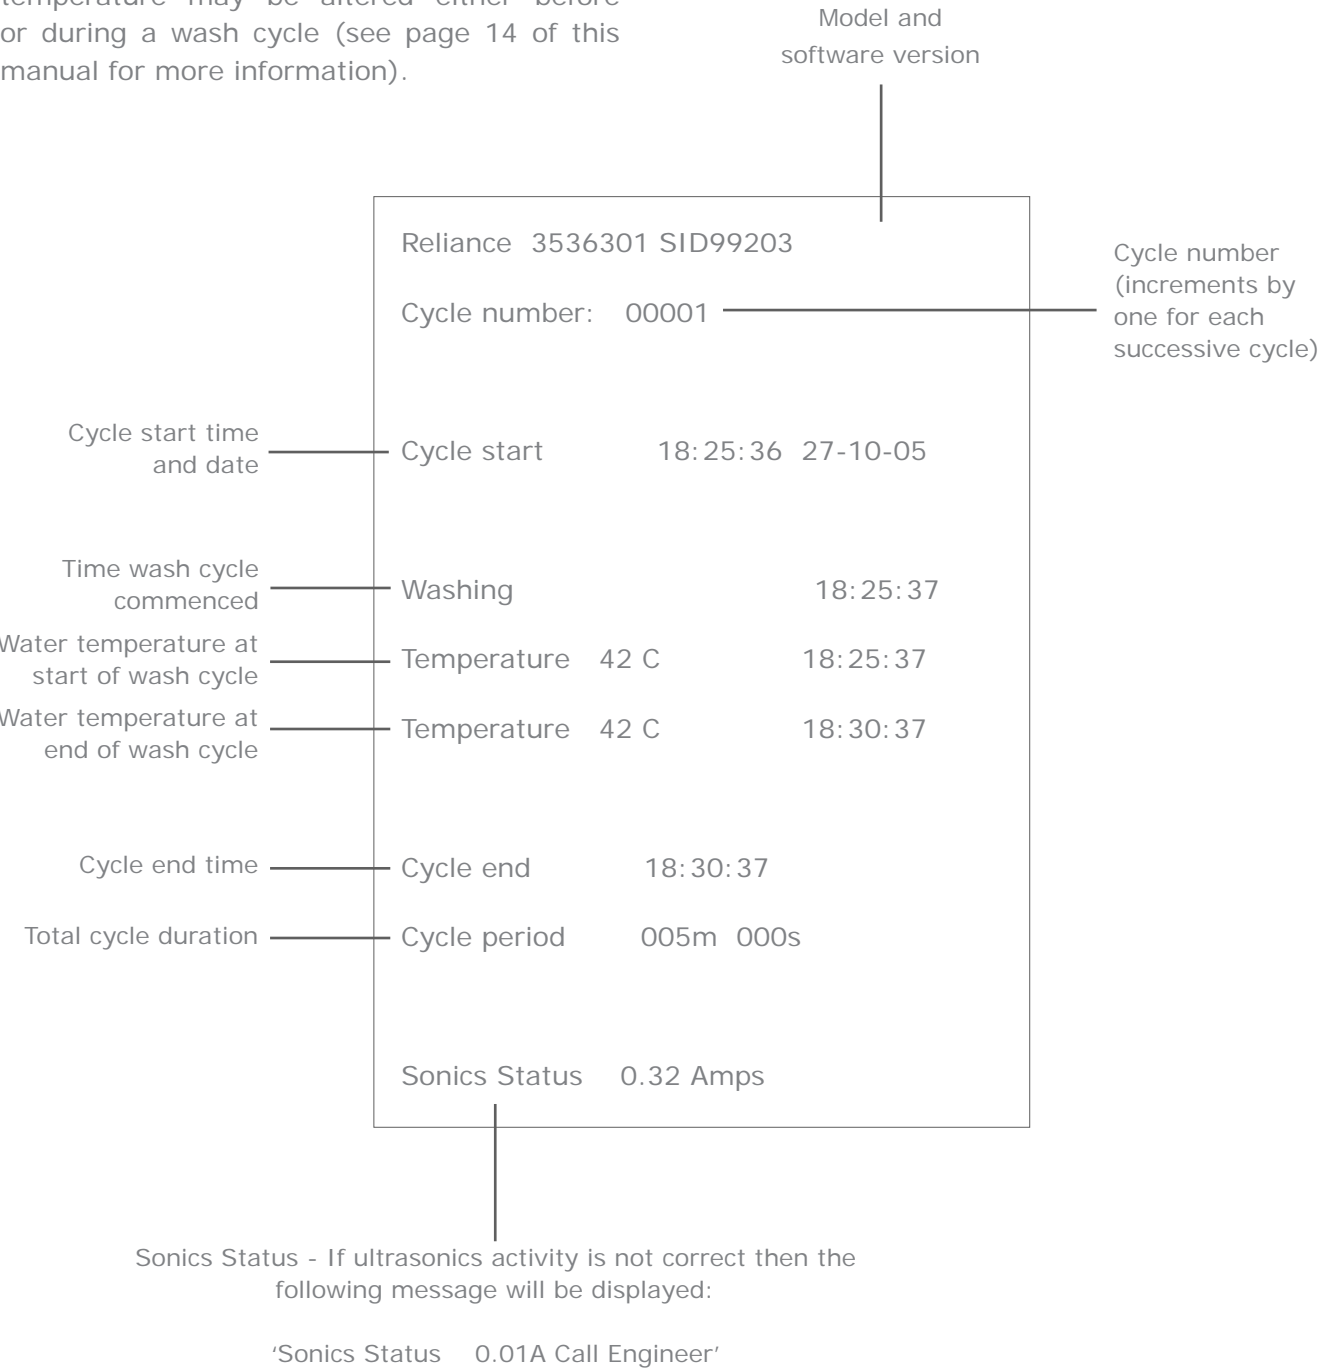 temperature may be altered either before
or during a wash cycle (see page 14 of this
manual for more information).
Model and
software version
Reliance 3536301 SID99203
Cycle number: 00001
Cycle number
(increments by
one for each
successive cycle)
Cycle start time
and date
Cycle start 18:25:36 27-10-05
Time wash cycle
commenced
Washing 18:25:37
Water temperature at
start of wash cycle
Temperature 42 C 18:25:37
Water temperature at
end of wash cycle
Temperature 42 C 18:30:37
Cycle end time
Cycle end 18:30:37
Total cycle duration
Cycle period 005m 000s
Sonics Status 0.32 Amps
Sonics Status - If ultrasonics activity is not correct then the
following message will be displayed:
‘Sonics Status 0.01A Call Engineer’